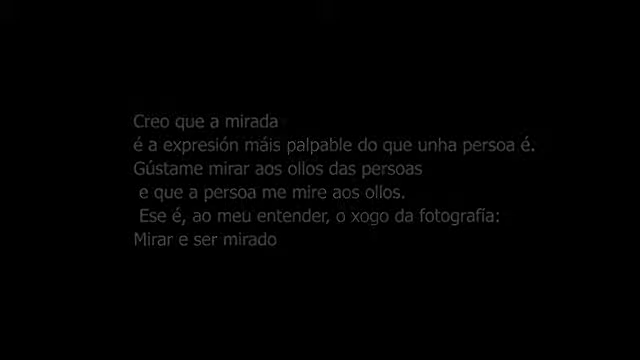 Creo que a mirada
é a expresión máis palpable do que unha persoa é.
Gústame mirar aos ollos das persoas
e que a persoa me mire aos ollos.
Ese é, ao meu entender, o xogo da fotografía:
Mirar e ser mirado